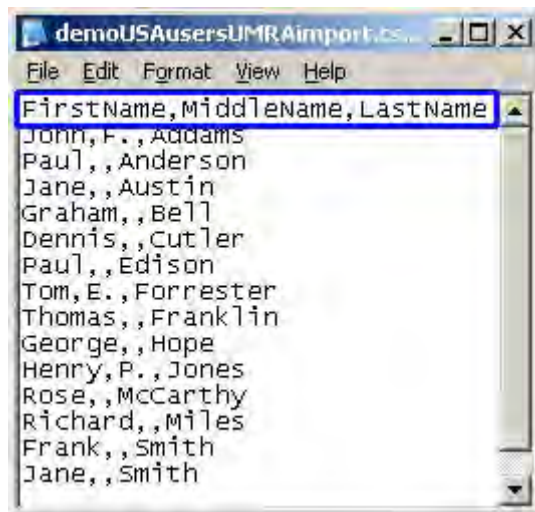 demoUSAusersUMRAimport.cs...
File Edit Format View Help
FirstName,MiddleName,LastName
John,F.,Addams
Paul,,Anderson
Jane,,Austin
Graham,,Bell
Dennis,,Cutler
Paul,,Edison
Tom,E.,Forrester
Thomas,,Franklin
George,,Hope
Henry,P.,Jones
Rose,,McCarthy
Richard,,Miles
Frank,,Smith
Jane,,Smith